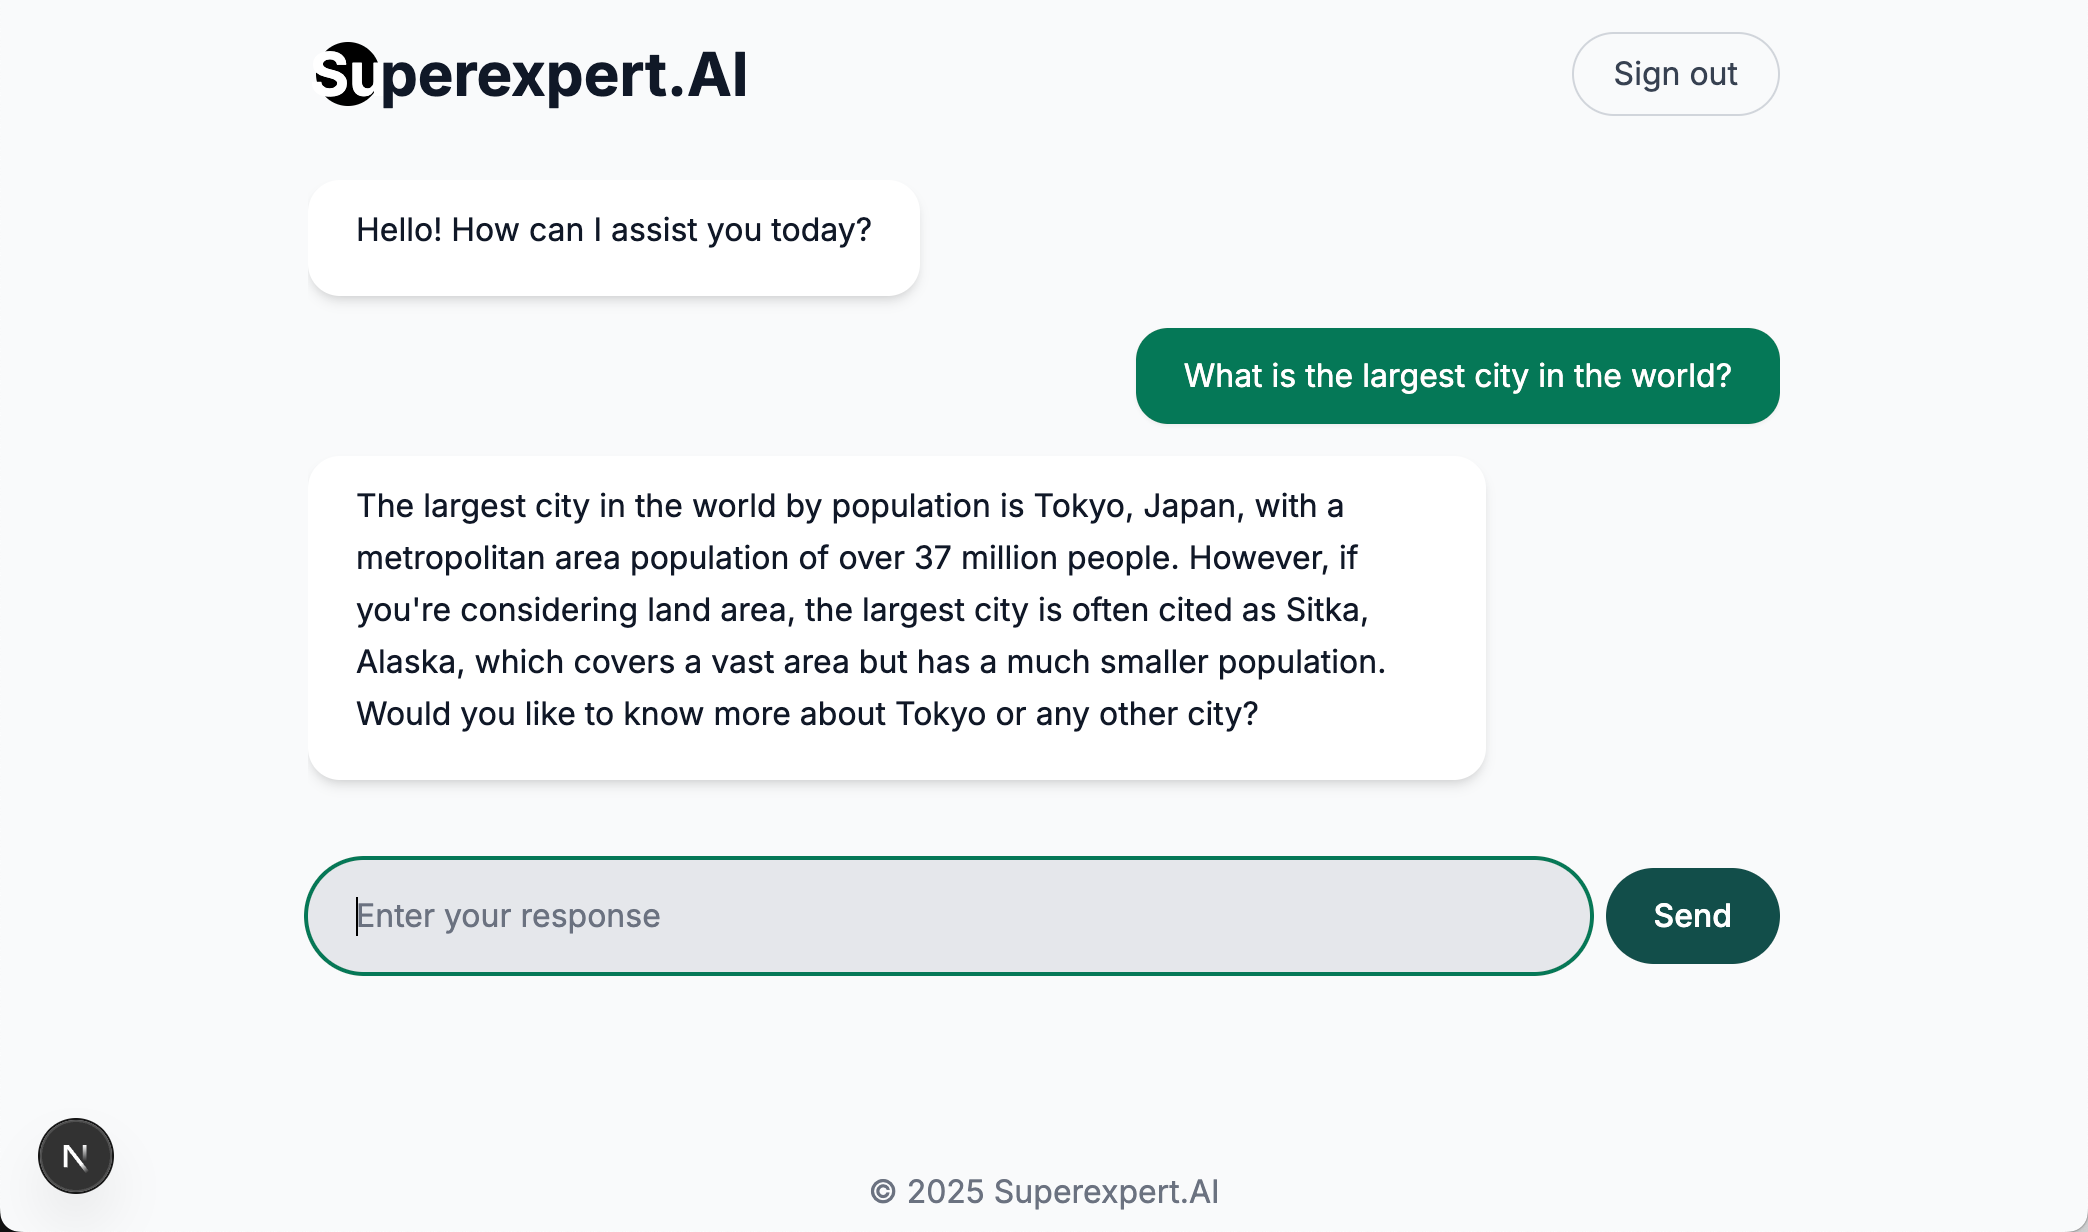 Superexpert.AI
Sign out
Hello! How can I assist you today?
What is the largest city in the world?
The largest city in the world by population is Tokyo, Japan, with a
metropolitan area population of over 37 million people. However, if
you're considering land area, the largest city is often cited as Sitka,
Alaska, which covers a vast area but has a much smaller population.
Would you like to know more about Tokyo or any other city?
Enter your response
Send
N
© 2025 Superexpert.AI